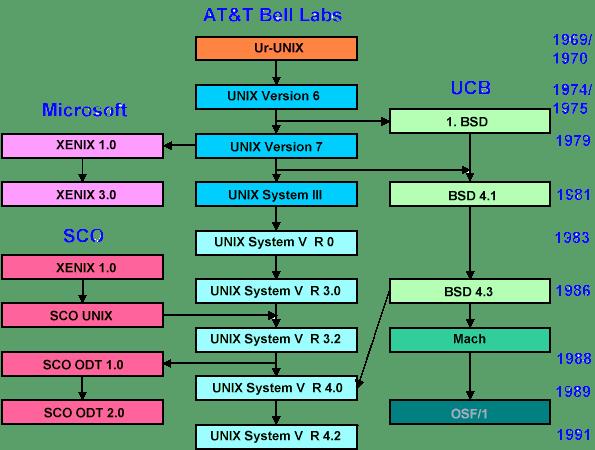 AT&T Bell Labs
Ur-UNIX
1969/
1970
UNIX Version 6
UCB
1974/
1975
Microsoft
1. BSD
XENIX 1.0
UNIX Version 7
1979
XENIX 3.0
UNIX System III
BSD 4.1
1981
SCO
UNIX System V R 0
1983
XENIX 1.0
UNIX System V R 3.0
BSD 4.3
1986
SCO UNIX
UNIX System V R 3.2
Mach
1988
SCO ODT 1.0
UNIX System V R 4.0
1989
SCO ODT 2.0
OSF/1
UNIX System V R 4.2
1991